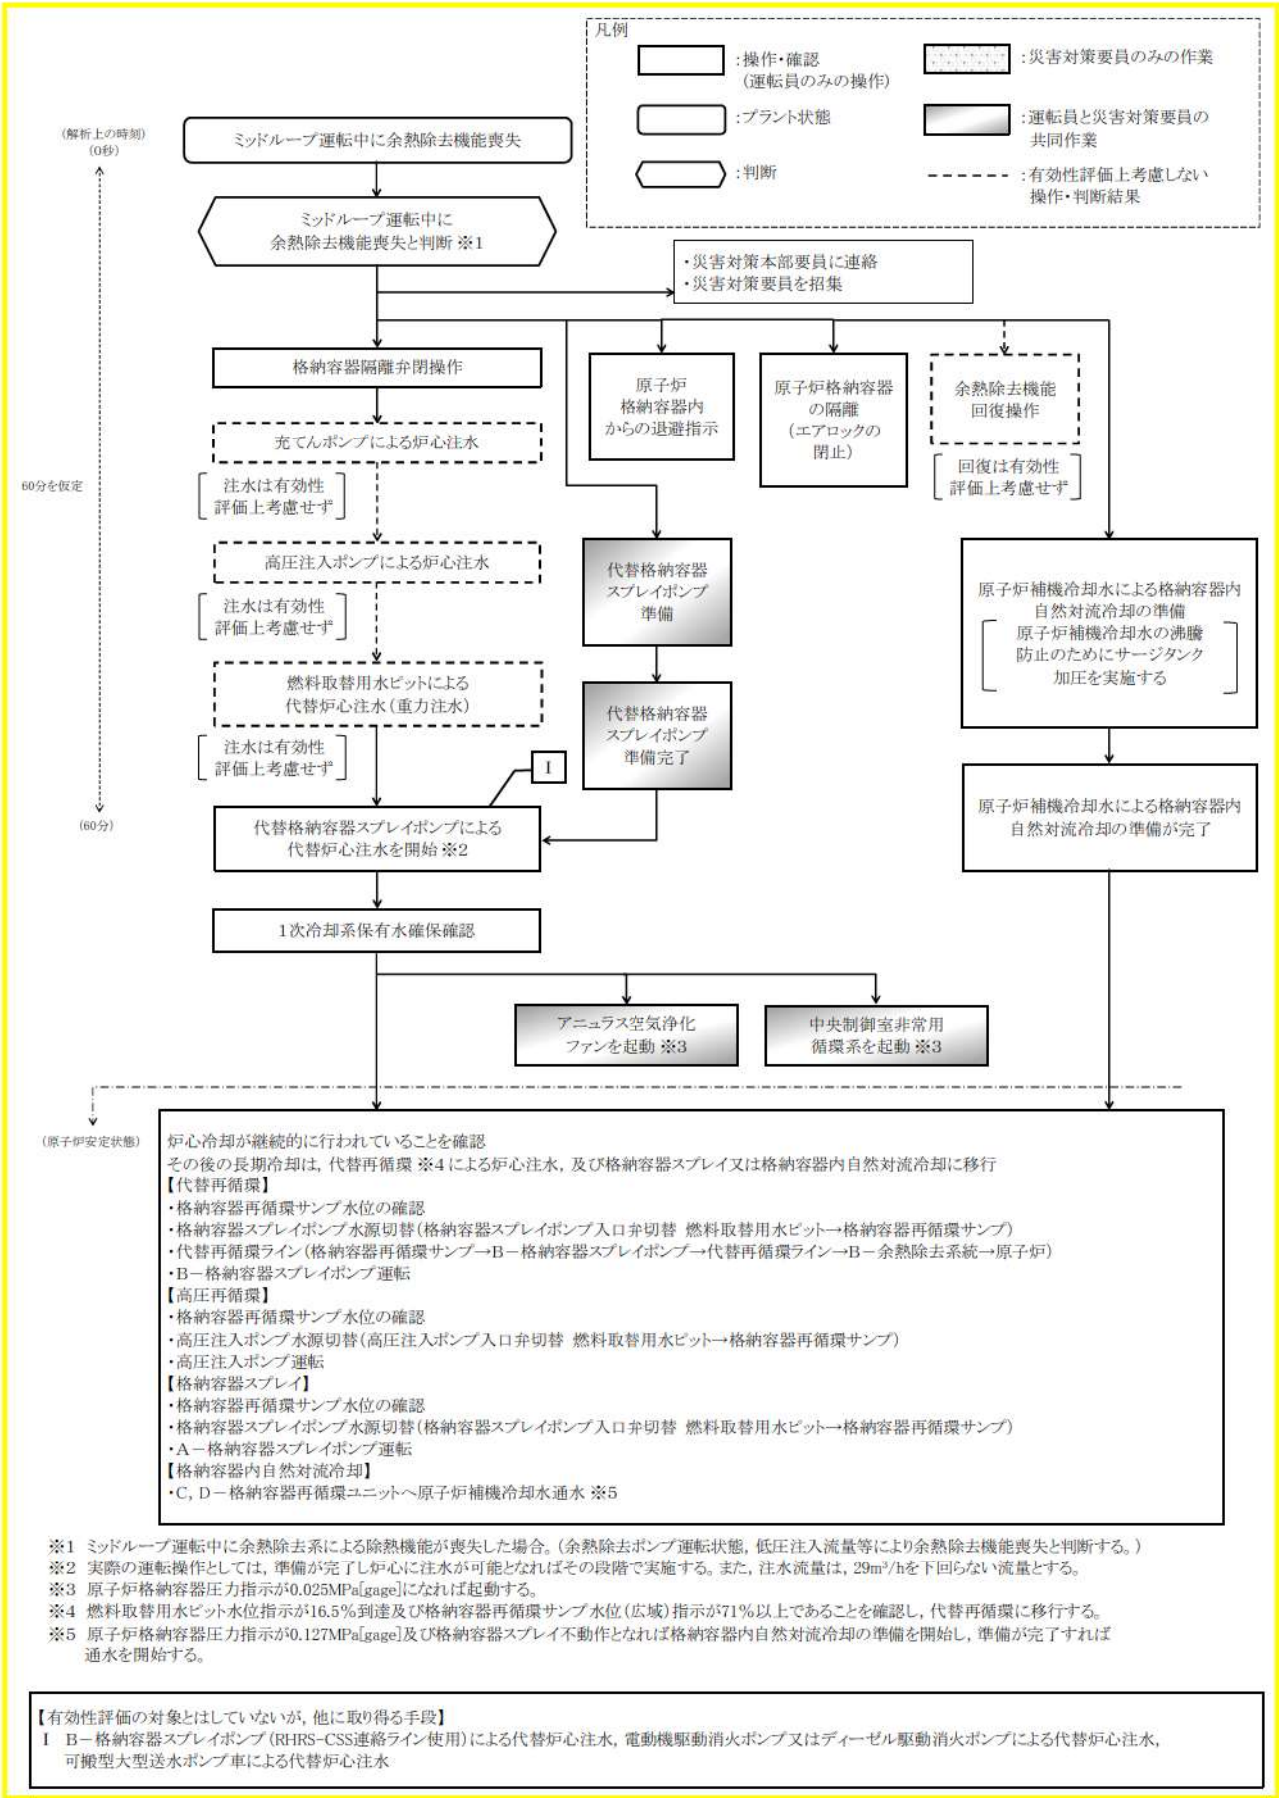 凡例
:操作・確認
(運転員のみの操作)
:災害対策要員のみの作業
:プラント状態
:運転員と災害対策要員の
共同作業
:判断
:有効性評価上考慮しない
操作・判断結果
(解析上の時刻)
(0秒)
ミッドループ運転中に余熱除去機能喪失
ミッドループ運転中に
余熱除去機能喪失と判断 ※1
・災害対策本部要員に連絡
・災害対策要員を招集
格納容器隔離弁閉操作
原子炉
格納容器内
からの退避指示
原子炉格納容器
の隔離
(エアロックの
閉止)
余熱除去機能
回復操作
回復は有効性
評価上考慮せず
充てんポンプによる炉心注水
60分を仮定
注水は有効性
評価上考慮せず
高圧注入ポンプによる炉心注水
注水は有効性
評価上考慮せず
代替格納容器
スプレイポンプ
準備
原子炉補機冷却水による格納容器内
自然対流冷却の準備
原子炉補機冷却水の沸騰
防止のためにサージタンク
加圧を実施する
燃料取替用水ピットによる
代替炉心注水(重力注水)
注水は有効性
評価上考慮せず
代替格納容器
スプレイポンプ
準備完了
I
(60分)
代替格納容器スプレイポンプによる
代替炉心注水を開始 ※2
原子炉補機冷却水による格納容器内
自然対流冷却の準備が完了
1次冷却系保有水確保確認
アニュラス空気浄化
ファンを起動 ※3
中央制御室非常用
循環系を起動 ※3
(原子炉安定状態)
炉心冷却が継続的に行われていることを確認
その後の長期冷却は, 代替再循環 ※4 による炉心注水, 及び格納容器スプレイ又は格納容器内自然対流冷却に移行
【代替再循環】
・格納容器再循環サンプ水位の確認
・格納容器スプレイポンプ水源切替(格納容器スプレイポンプ入口弁切替 燃料取替用水ピット→格納容器再循環サンプ)
・代替再循環ライン(格納容器再循環サンプ→B－格納容器スプレイポンプ→代替再循環ライン→B－余熱除去系統→原子炉)
・B－格納容器スプレイポンプ運転
【高圧再循環】
・格納容器再循環サンプ水位の確認
・高圧注入ポンプ水源切替(高圧注入ポンプ入口弁切替 燃料取替用水ピット→格納容器再循環サンプ)
・高圧注入ポンプ運転
【格納容器スプレイ】
・格納容器再循環サンプ水位の確認
・格納容器スプレイポンプ水源切替(格納容器スプレイポンプ入口弁切替 燃料取替用水ピット→格納容器再循環サンプ)
・A－格納容器スプレイポンプ運転
【格納容器内自然対流冷却】
・C, D－格納容器再循環ユニットへ原子炉補機冷却水通水 ※5
※1 ミッドループ運転中に余熱除去系による除熱機能が喪失した場合。(余熱除去ポンプ運転状態, 低圧注入流量等により余熱除去機能喪失と判断する。)
※2 実際の運転操作としては, 準備が完了し炉心に注水が可能となればその段階で実施する。また, 注水流量は, 29m³/hを下回らない流量とする。
※3 原子炉格納容器圧力指示が0.025MPa[gage]になれば起動する。
※4 燃料取替用水ピット水位指示が16.5%到達及び格納容器再循環サンプ水位(広域)指示が71%以上であることを確認し, 代替再循環に移行する。
※5 原子炉格納容器圧力指示が0.127MPa[gage]及び格納容器スプレイ不動作となれば格納容器内自然対流冷却の準備を開始し, 準備が完了すれば
通水を開始する。
【有効性評価の対象とはしていないが, 他に取り得る手段】
I B－格納容器スプレイポンプ(RHRS-CSS連絡ライン使用)による代替炉心注水, 電動機駆動消火ポンプ又はディーゼル駆動消火ポンプによる代替炉心注水,
可搬型大型送水ポンプ車による代替炉心注水